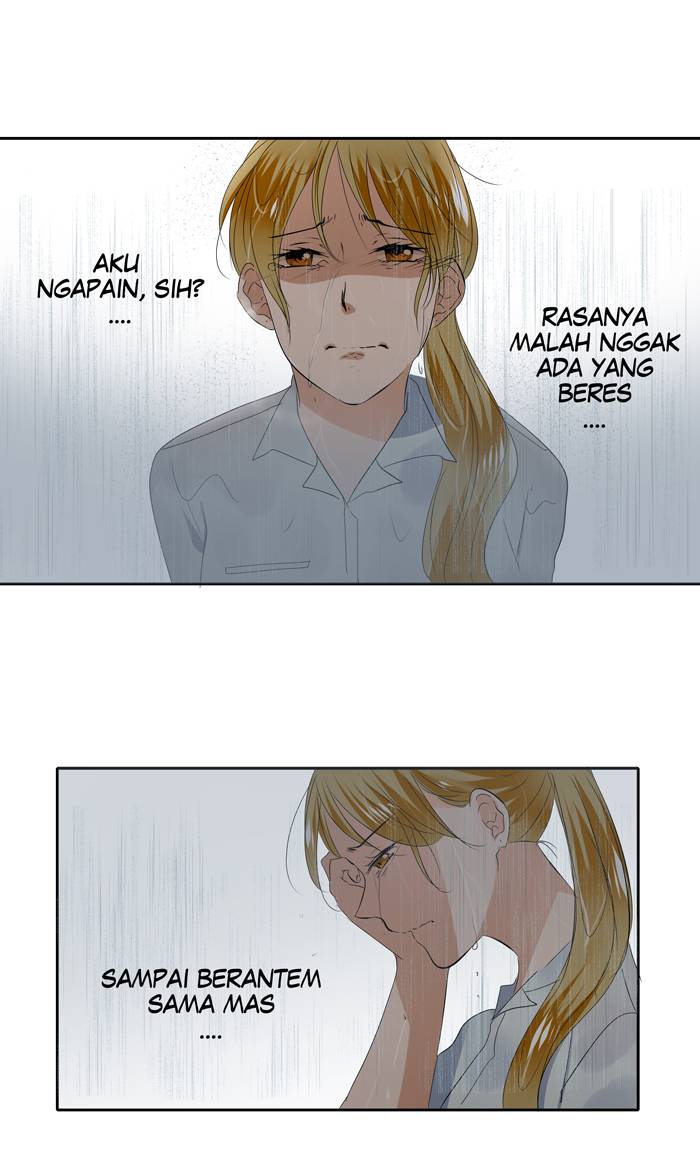 AKU
NGAPAIN, SIH?
....
RASANYA
MALAH NGGAK
ADA YANG
BERES
....
SAMPAI BERANTEM
SAMA MAS
....